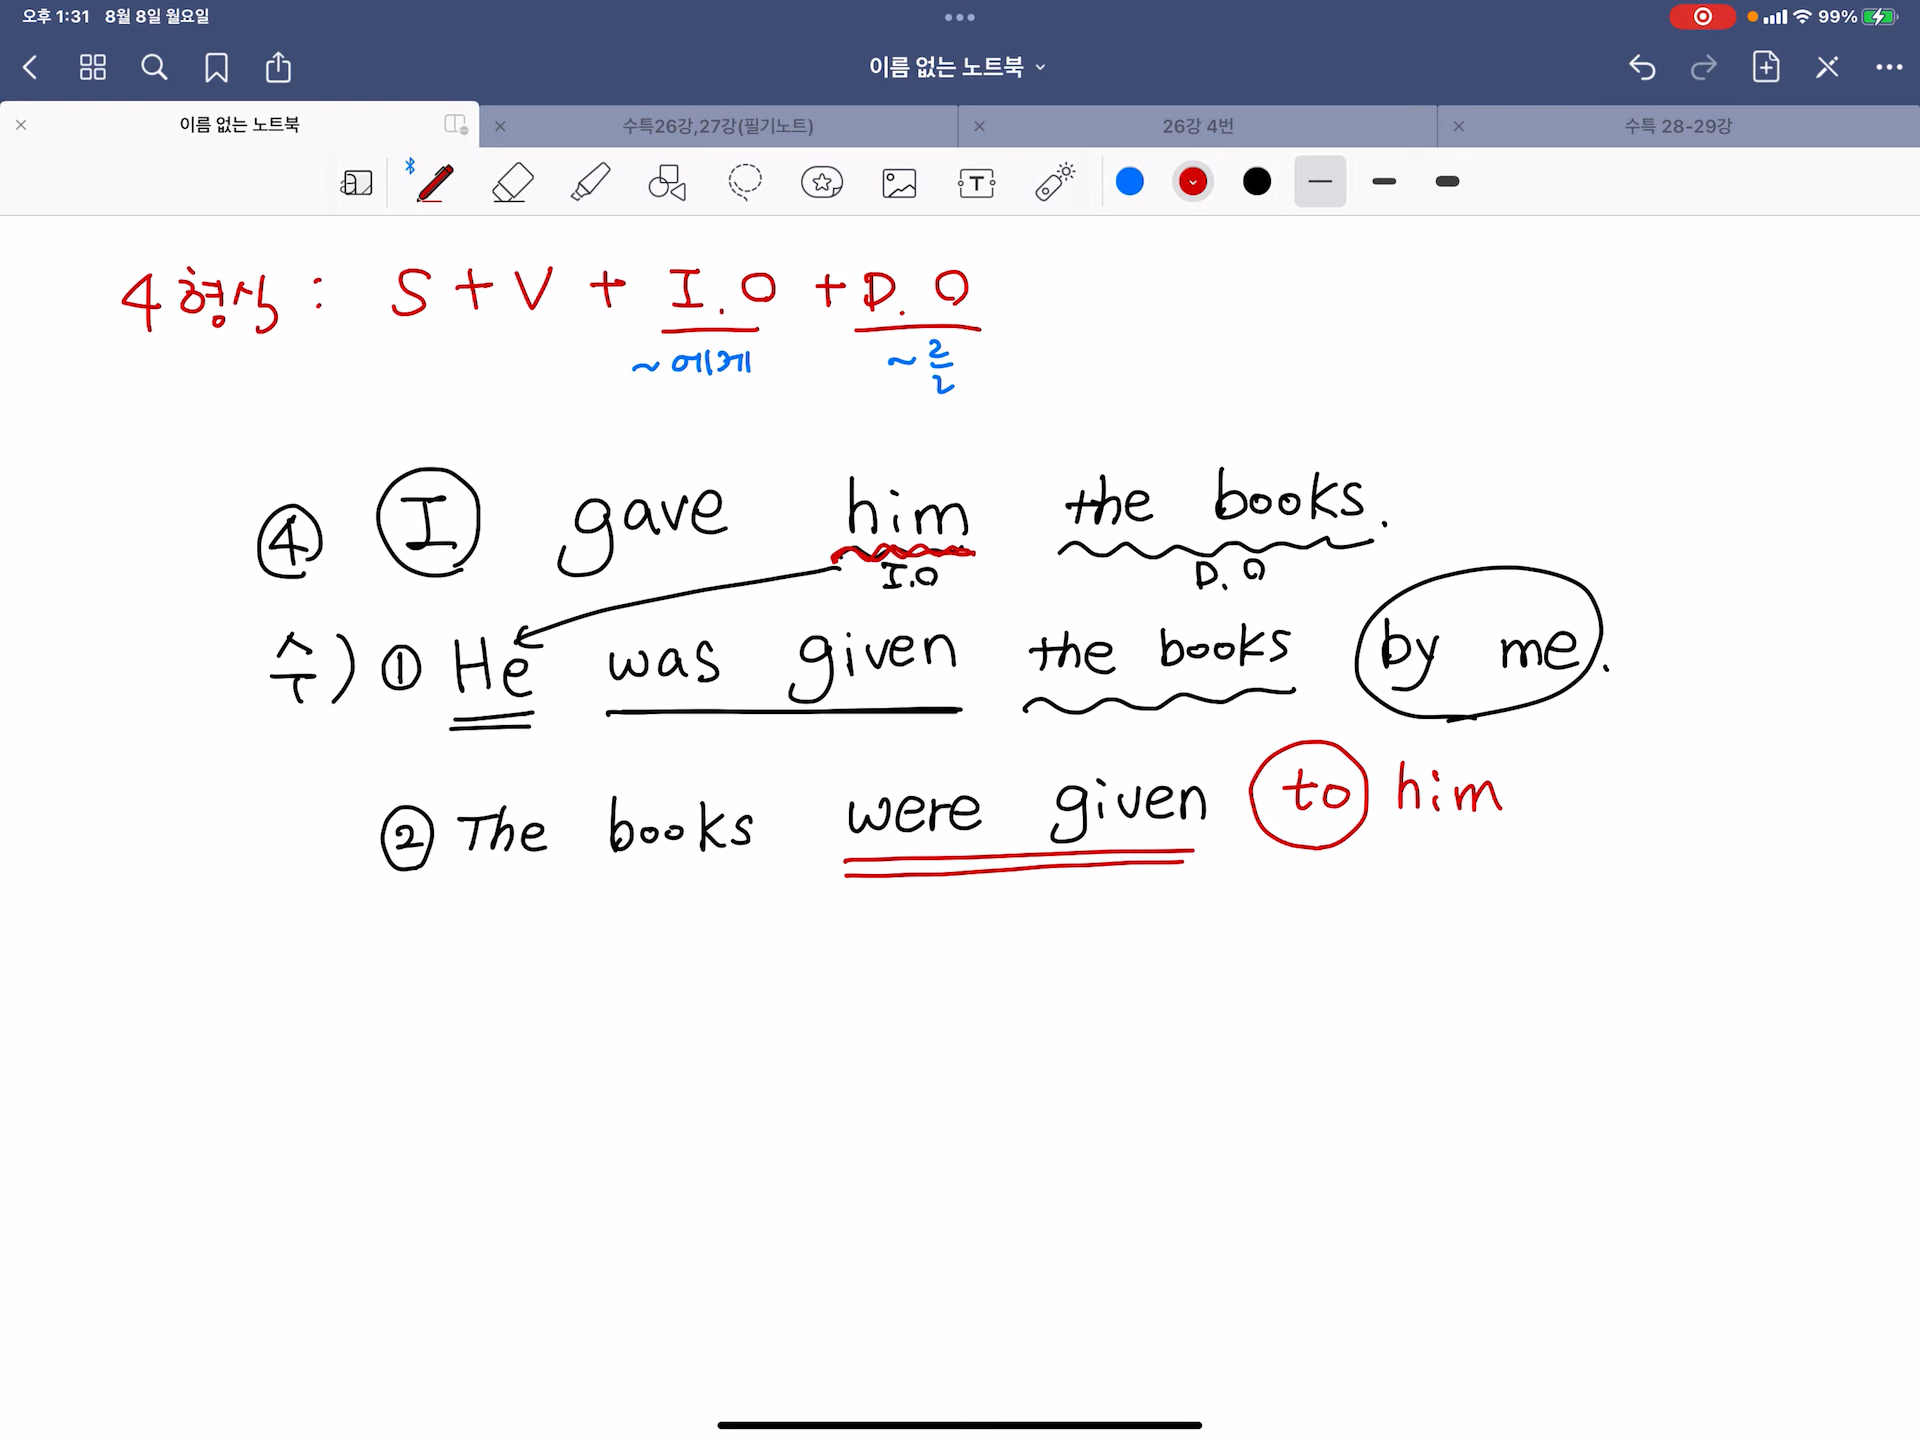 오후 1:31 8월 8일 월요일
99%
이름 없는 노트북
이름 없는 노트북
수특26강,27강(필기노트)
26강 4번
수특 28-29강
4형식 : S + V + I.O + D.O
~에게 ~을
④ I gave him the books.
I.O D.O
수) ① He was given the books by me.
② The books were given to him